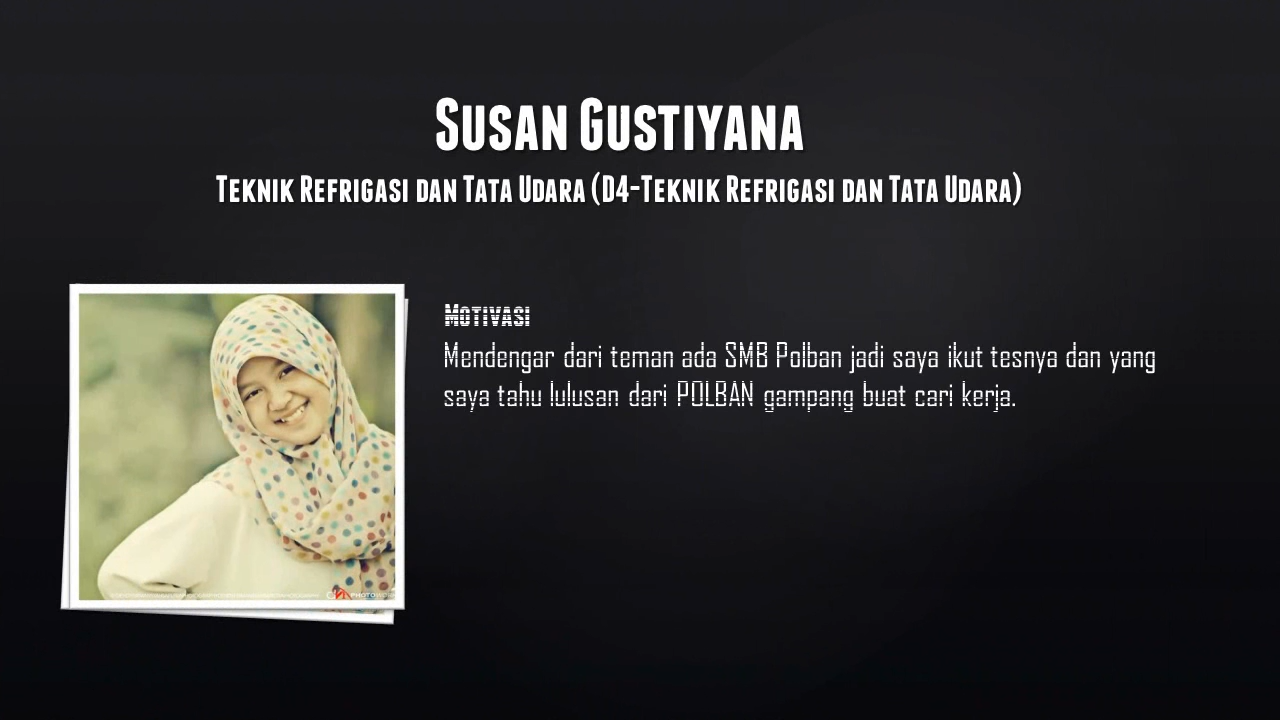 Susan Gustiyana
Teknik Refrigasi dan Tata Udara (D4-Teknik Refrigasi dan Tata Udara)
Motivasi
Mendengar dari teman ada SMB Polban jadi saya ikut tesnya dan yang
saya tahu lulusan dari POLBAN gampang buat cari kerja.